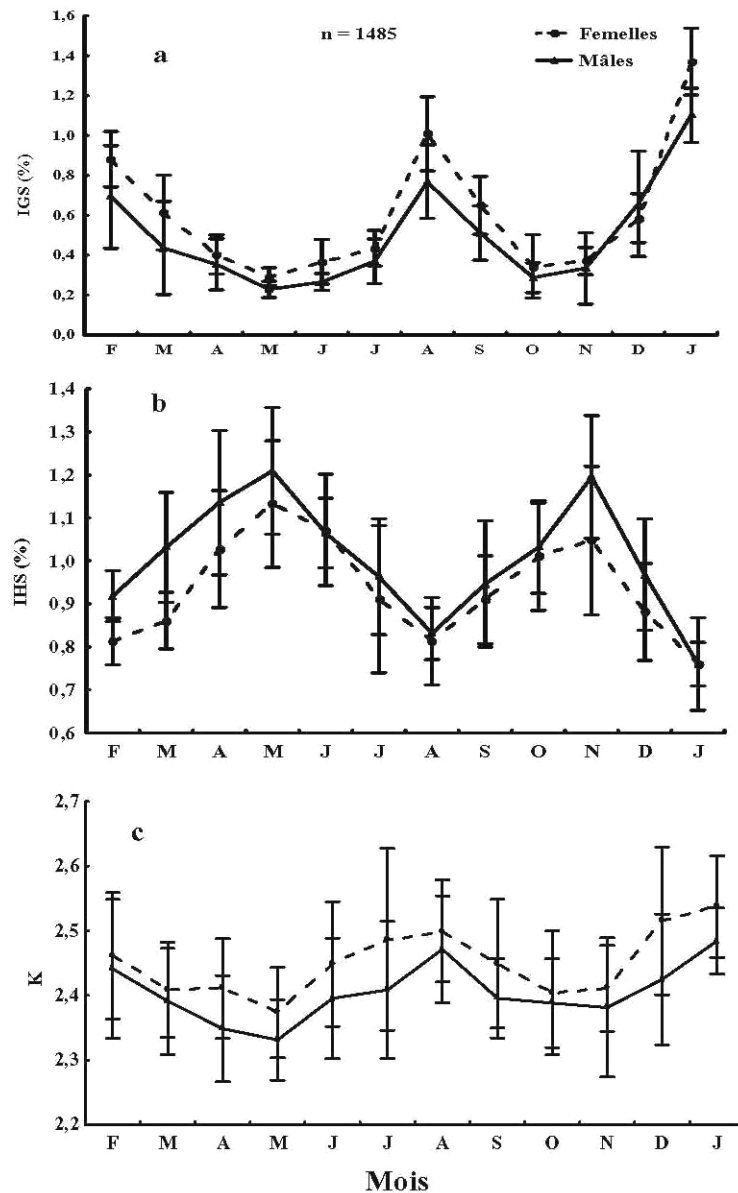 1,6
a
n = 1485
Femelles
Mâles
1,4
1,2
1,0
0,8
0,6
0,4
0,2
0,0
IGS (%)
F M A M J J A S O N D J
1,4
b
1,3
1,2
1,1
1,0
0,9
0,8
0,7
0,6
IHS (%)
F M A M J J A S O N D J
2,7
c
2,6
2,5
2,4
2,3
2,2
K
F M A M J J A S O N D J
Mois